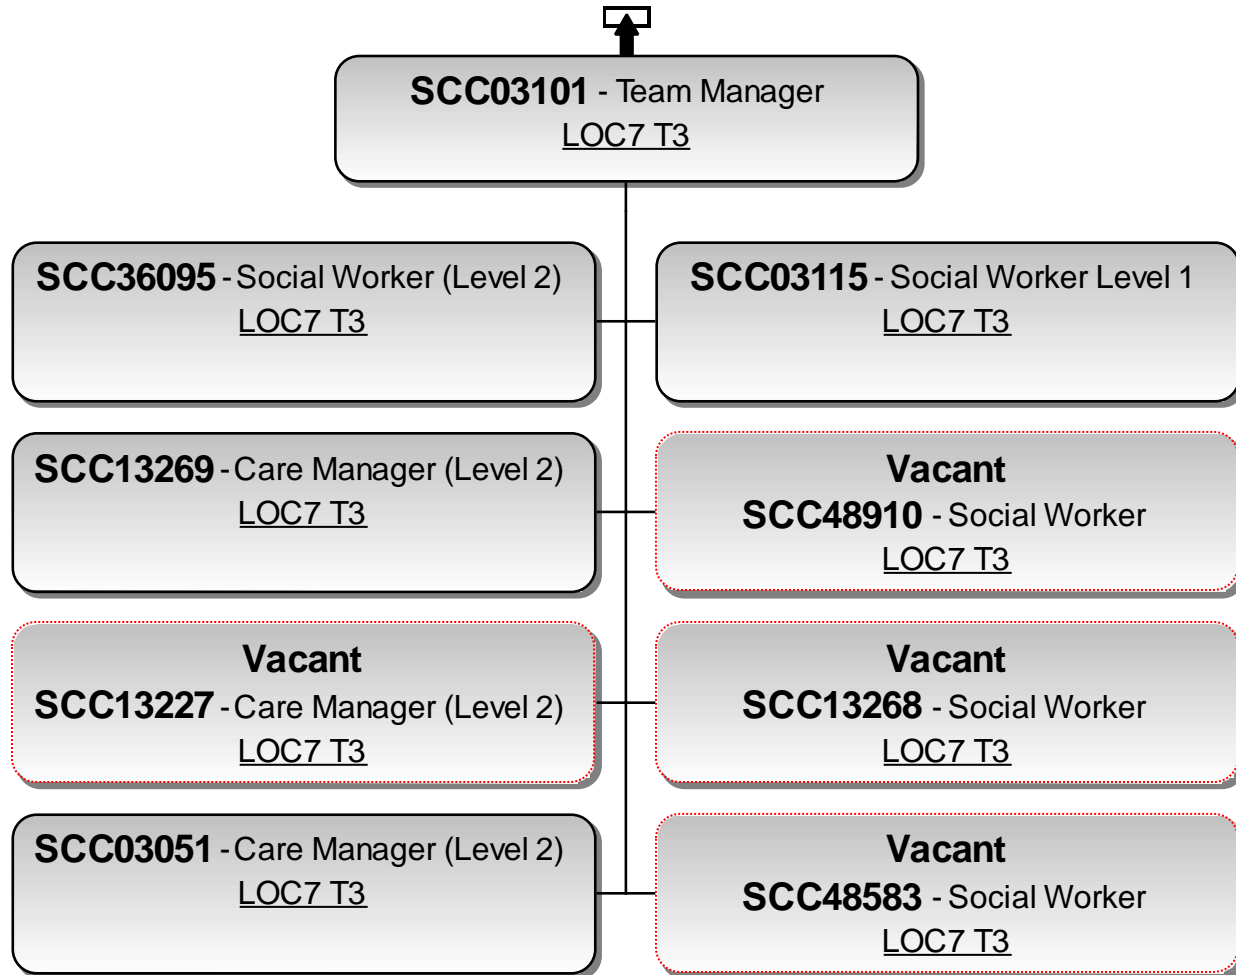 SCC03101 - Team Manager
LOC7 T3
SCC36095 - Social Worker (Level 2)
LOC7 T3
SCC03115 - Social Worker Level 1
LOC7 T3
SCC13269 - Care Manager (Level 2)
LOC7 T3
Vacant
SCC48910 - Social Worker
LOC7 T3
Vacant
SCC13227 - Care Manager (Level 2)
LOC7 T3
Vacant
SCC13268 - Social Worker
LOC7 T3
SCC03051 - Care Manager (Level 2)
LOC7 T3
Vacant
SCC48583 - Social Worker
LOC7 T3